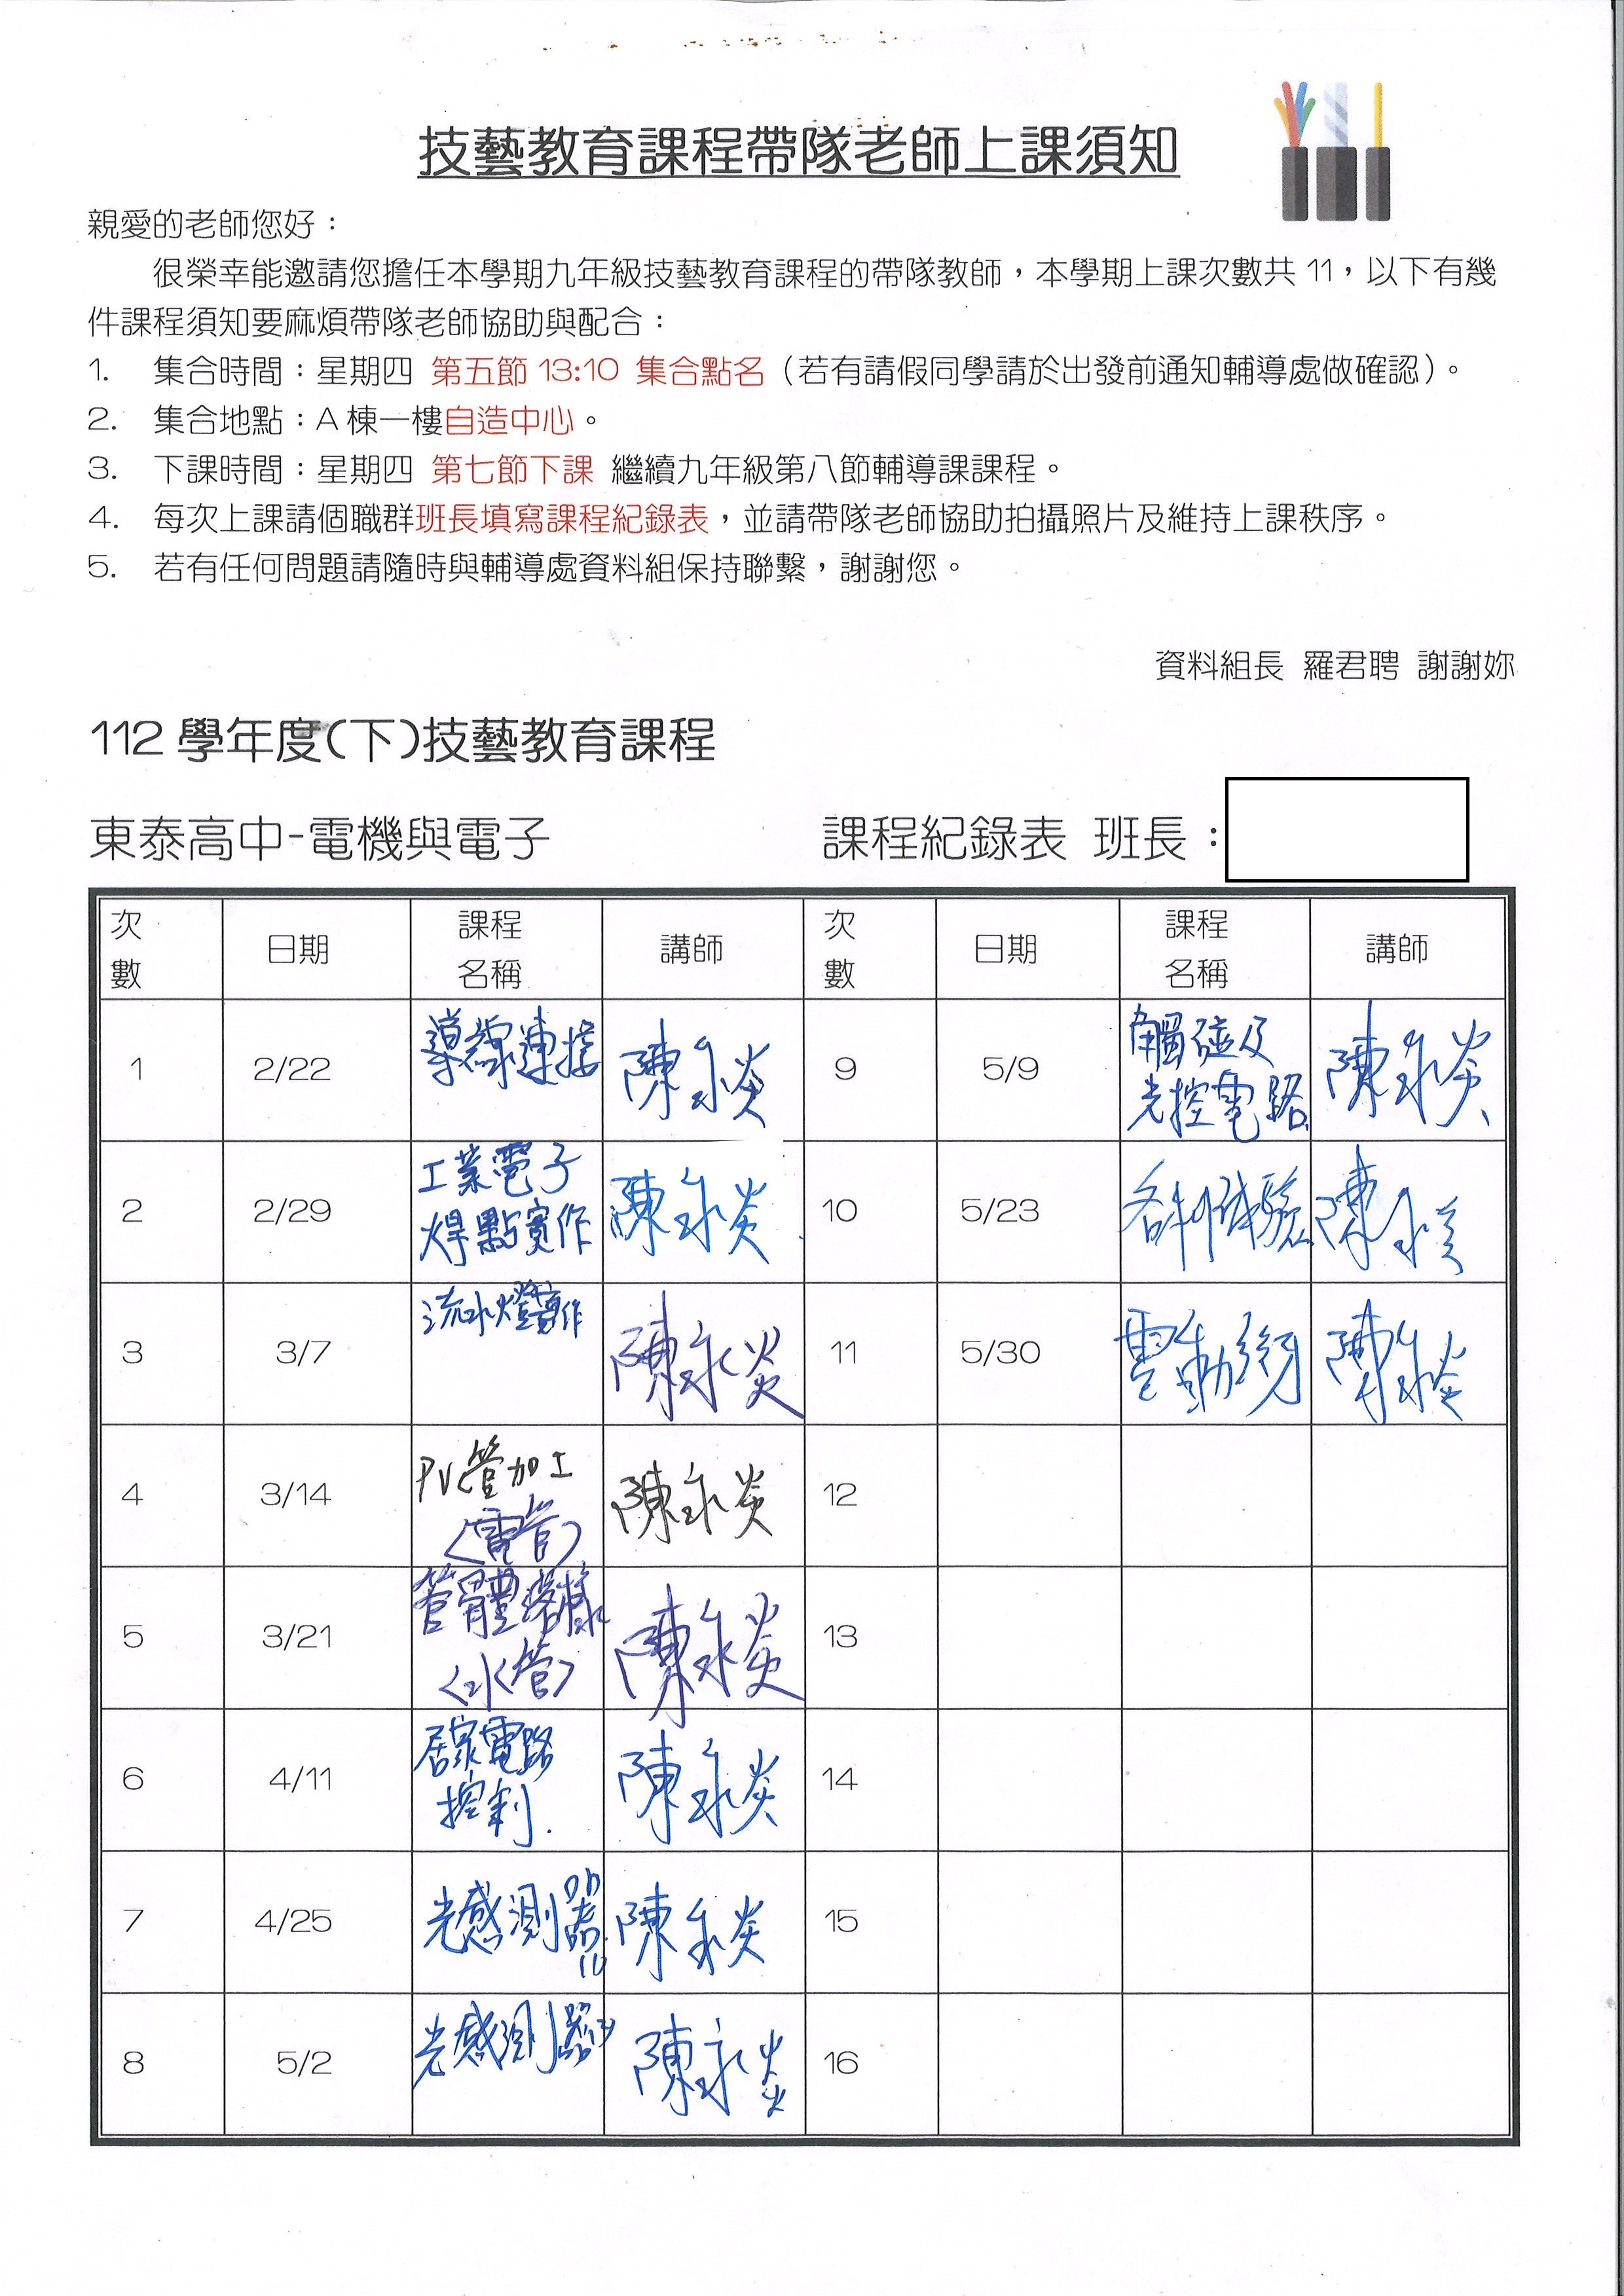 技藝教育課程帶隊老師上課須知
親愛的老師您好：
很榮幸能邀請您擔任本學期九年級技藝教育課程的帶隊教師，本學期上課次數共 11，以下有幾
件課程須知要麻煩帶隊老師協助與配合：
1. 集合時間：星期四 第五節 13:10 集合點名（若有請假同學請於出發前通知輔導處做確認）。
2. 集合地點：A 棟一樓自造中心。
3. 下課時間：星期四 第七節下課 繼續九年級第八節輔導課課程。
4. 每次上課請個職群班長填寫課程紀錄表，並請帶隊老師協助拍攝照片及維持上課秩序。
5. 若有任何問題請隨時與輔導處資料組保持聯繫，謝謝您。
資料組長 羅君聘 謝謝妳
112 學年度(下)技藝教育課程
東泰高中-電機與電子 課程紀錄表 班長：
次數 日期 課程名稱 講師 次數 日期 課程名稱 講師
1 2/22 導線連接 陳永炎 9 5/9 觸碰及光控電路 陳永炎
2 2/29 工業電子焊點實作 陳永炎 10 5/23 各科体驗 陳永炎
3 3/7 流水燈實作 陳永炎 11 5/30 電動 陳永炎
4 3/14 PVC管加工(電管) 陳永炎 12
5 3/21 管體(水管) 陳永炎 13
6 4/11 居家電路控制. 陳永炎 14
7 4/25 光感測器 陳永炎 15
8 5/2 光感測器 陳永炎 16